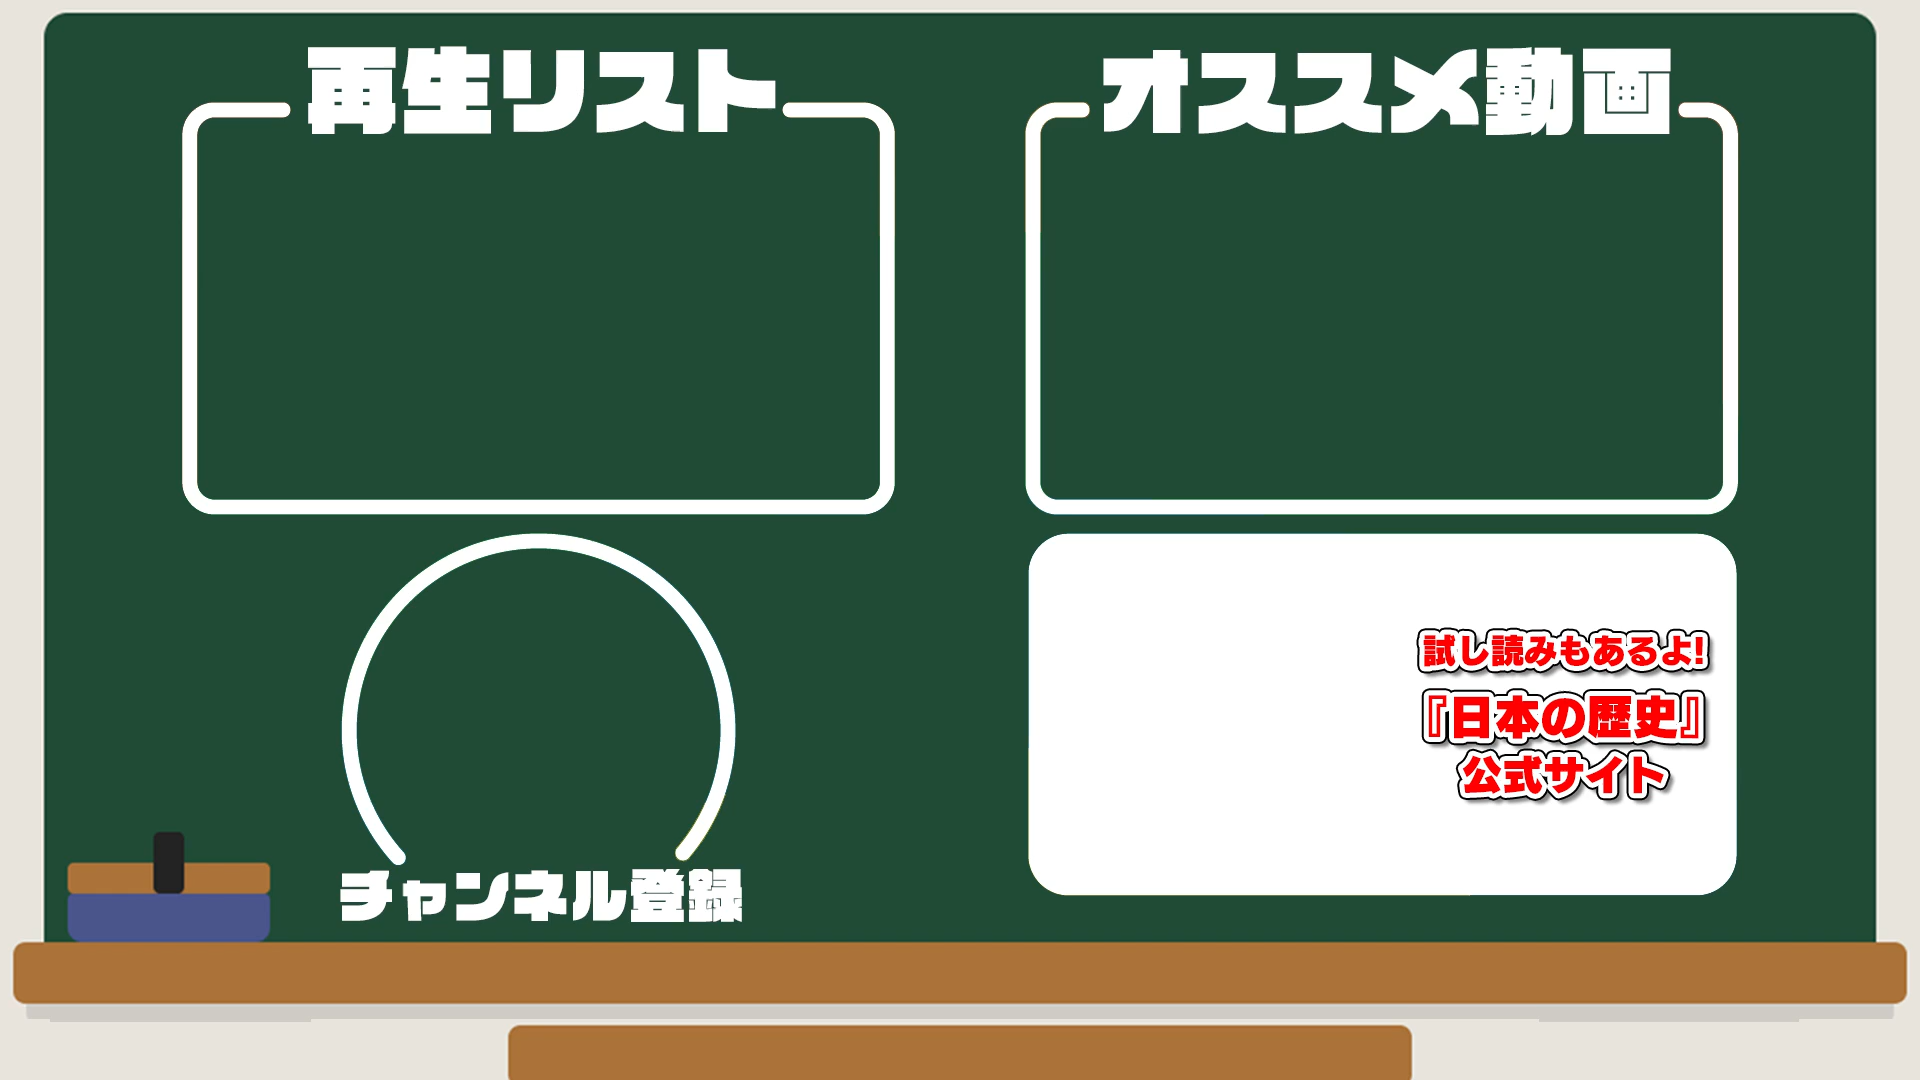 再生リスト
オススメ動画
チャンネル登録
試し読みもあるよ!
『日本の歴史』
公式サイト